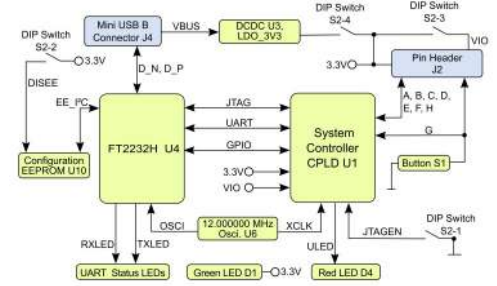 DIP Switch
S2-2
3.3V
DISEE
Mini USB B
Connector J4
VBUS
DCDC U3,
LDO_3V3
DIP Switch
S2-4
DIP Switch
S2-3
VIO
3.3V
Pin Header
J2
D_N, D_P
EE_I²C
A, B, C, D,
E, F, H
G
Configuration
EEPROM U10
FT2232H U4
JTAG
UART
GPIO
3.3V
VIO
System
Controller
CPLD U1
Button S1
OSCI
12.000000 MHz
Osci. U6
XCLK
RXLED
TXLED
ULED
JTAGEN
DIP Switch
S2-1
UART Status LEDs
Green LED D1
3.3V
Red LED D4